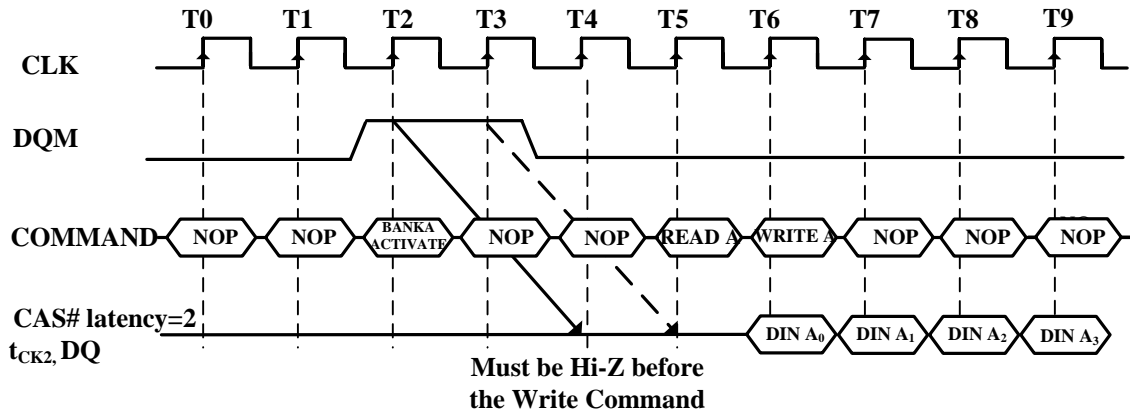 T0 T1 T2 T3 T4 T5 T6 T7 T8 T9
CLK
DQM
COMMAND NOP NOP BANKA ACTIVATE NOP NOP READ A WRITE A NOP NOP NOP
CAS# latency=2
tCK2, DQ DIN A0 DIN A1 DIN A2 DIN A3
Must be Hi-Z before
the Write Command